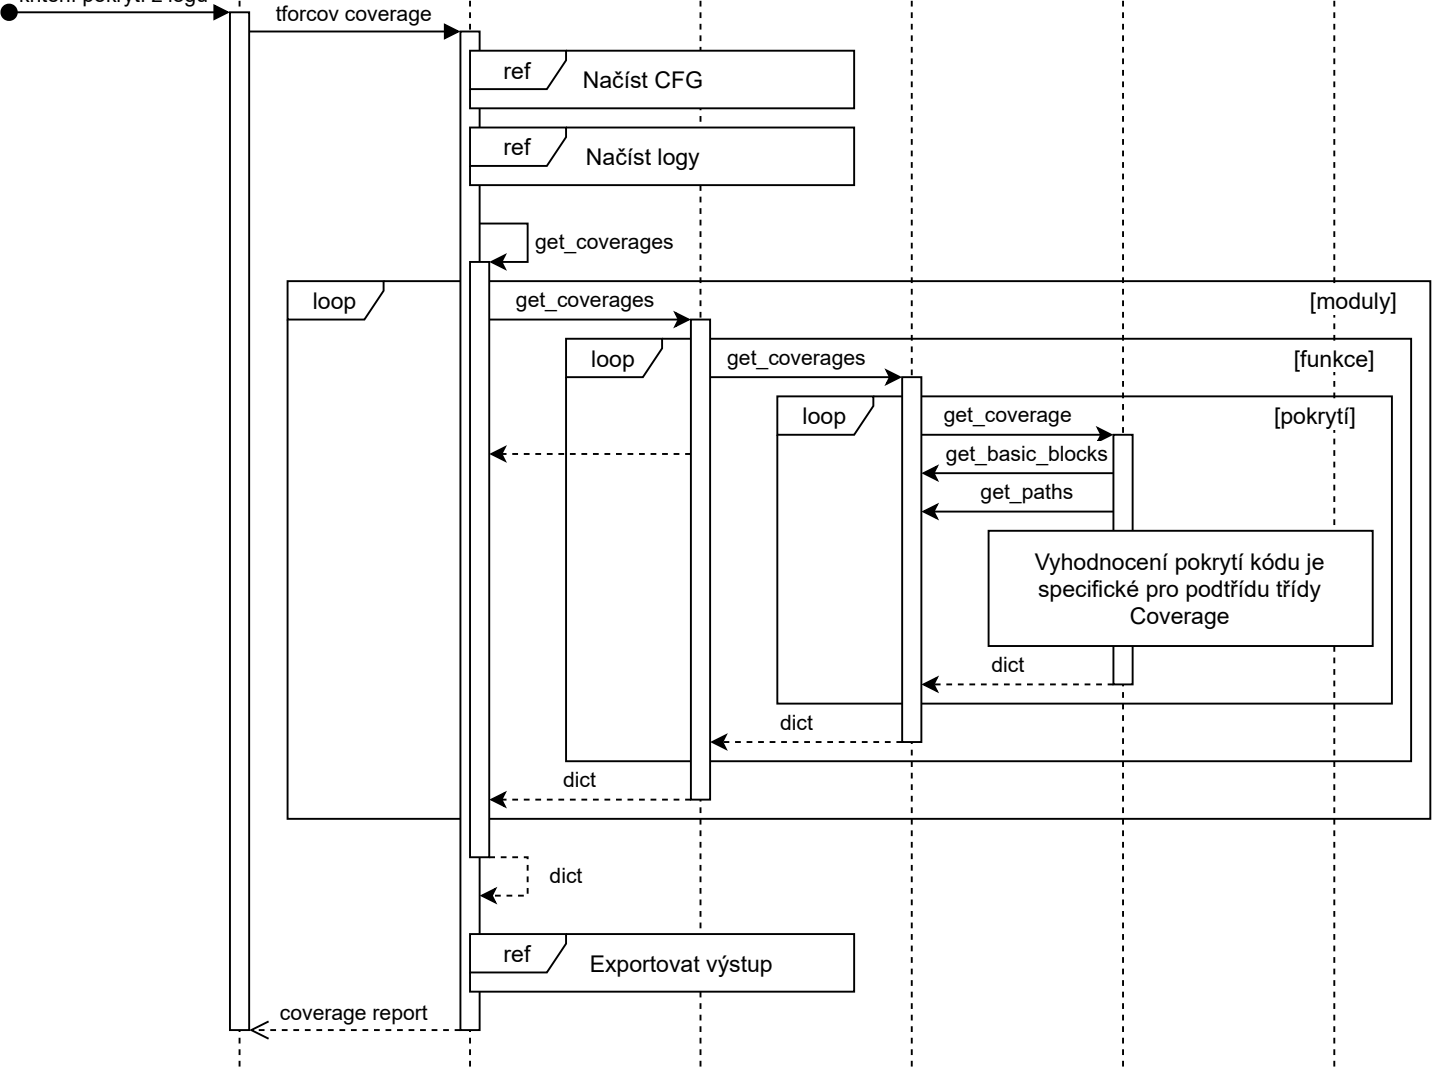 tforcov coverage
ref
Načíst CFG
ref
Načíst logy
get_coverages
loop
[moduly]
get_coverages
loop
[funkce]
get_coverages
loop
[pokrytí]
get_coverage
get_basic_blocks
get_paths
Vyhodnocení pokrytí kódu je
specifické pro podtřídu třídy
Coverage
dict
dict
dict
dict
ref
Exportovat výstup
coverage report